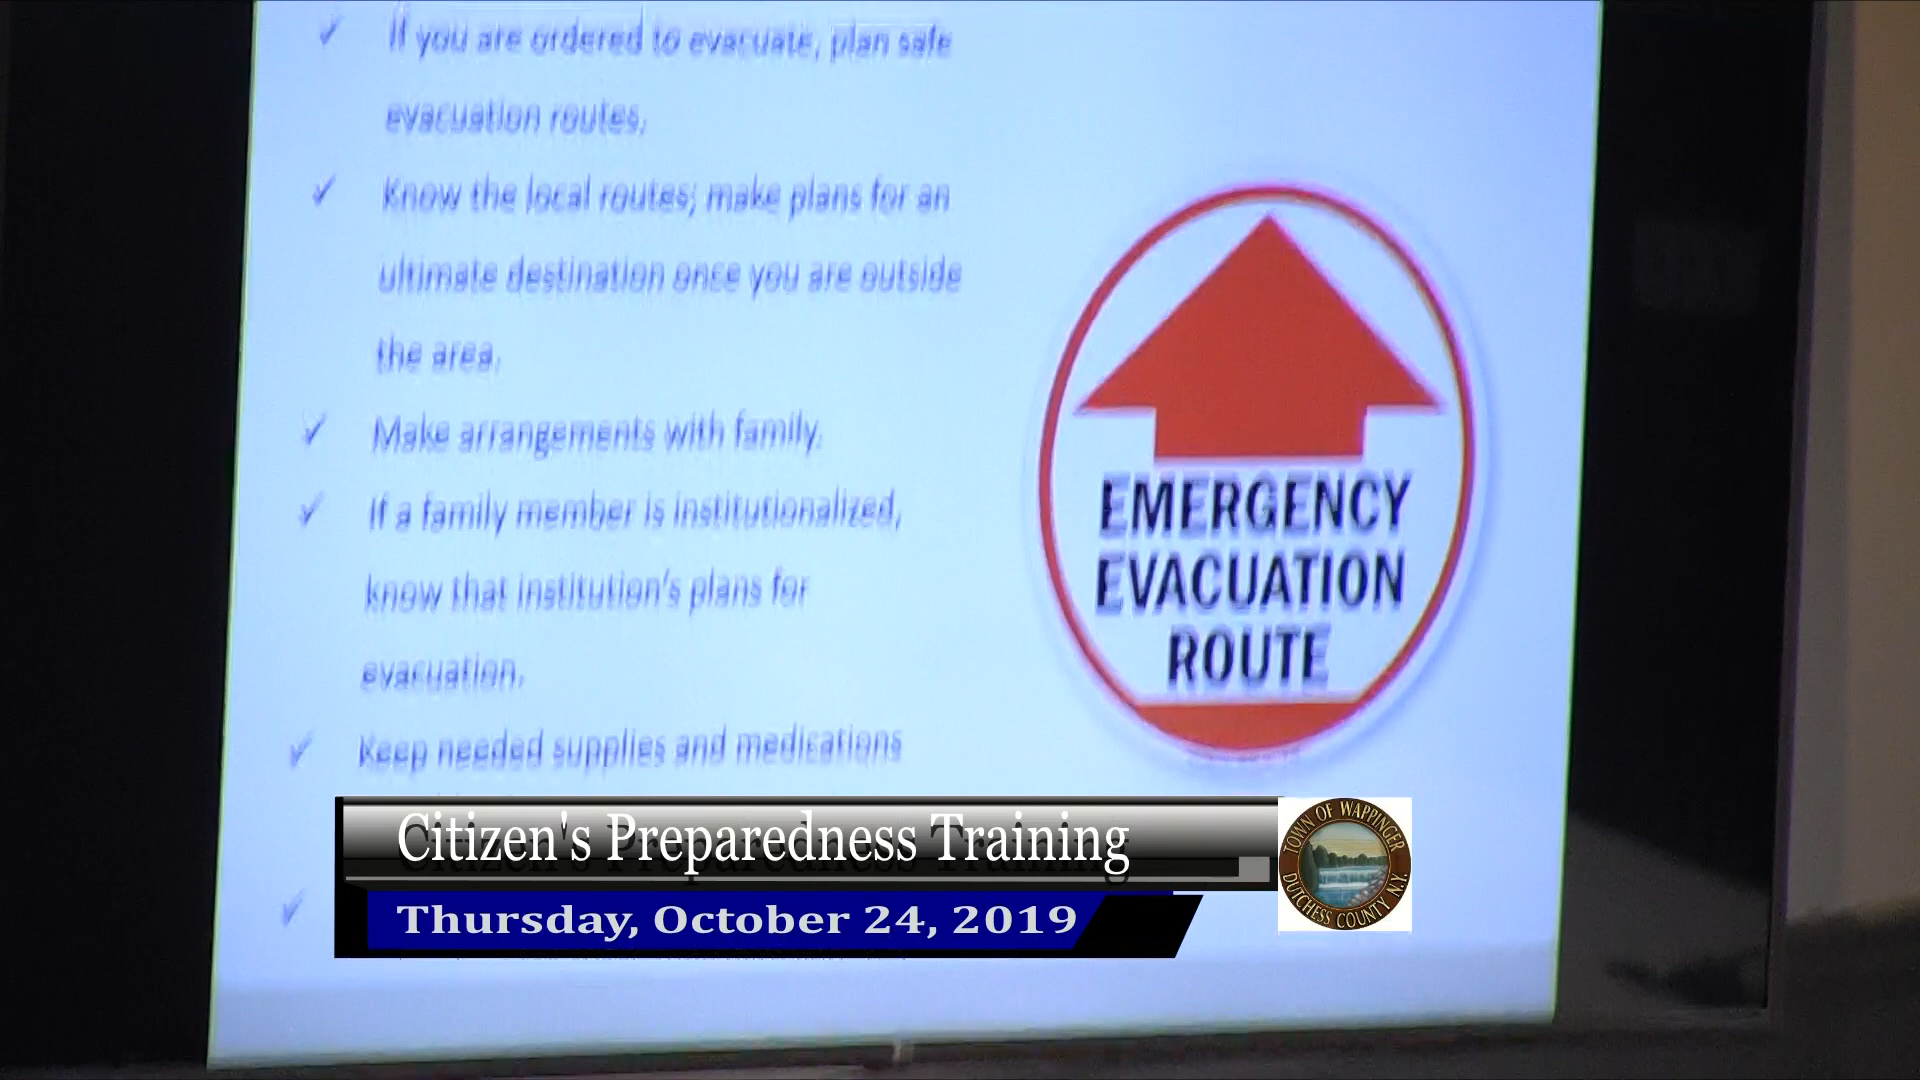 ✓ If you are ordered to evacuate, plan safe
evacuation routes.
✓ Know the local routes; make plans for an
ultimate destination once you are outside
the area.
✓ Make arrangements with family.
✓ If a family member is institutionalized,
know that institution's plans for
evacuation.
✓ Keep needed supplies and medications
✓
EMERGENCY
EVACUATION
ROUTE
Citizen's Preparedness Training
Thursday, October 24, 2019
TOWN OF WAPPINGER
DUTCHESS COUNTY N.Y.